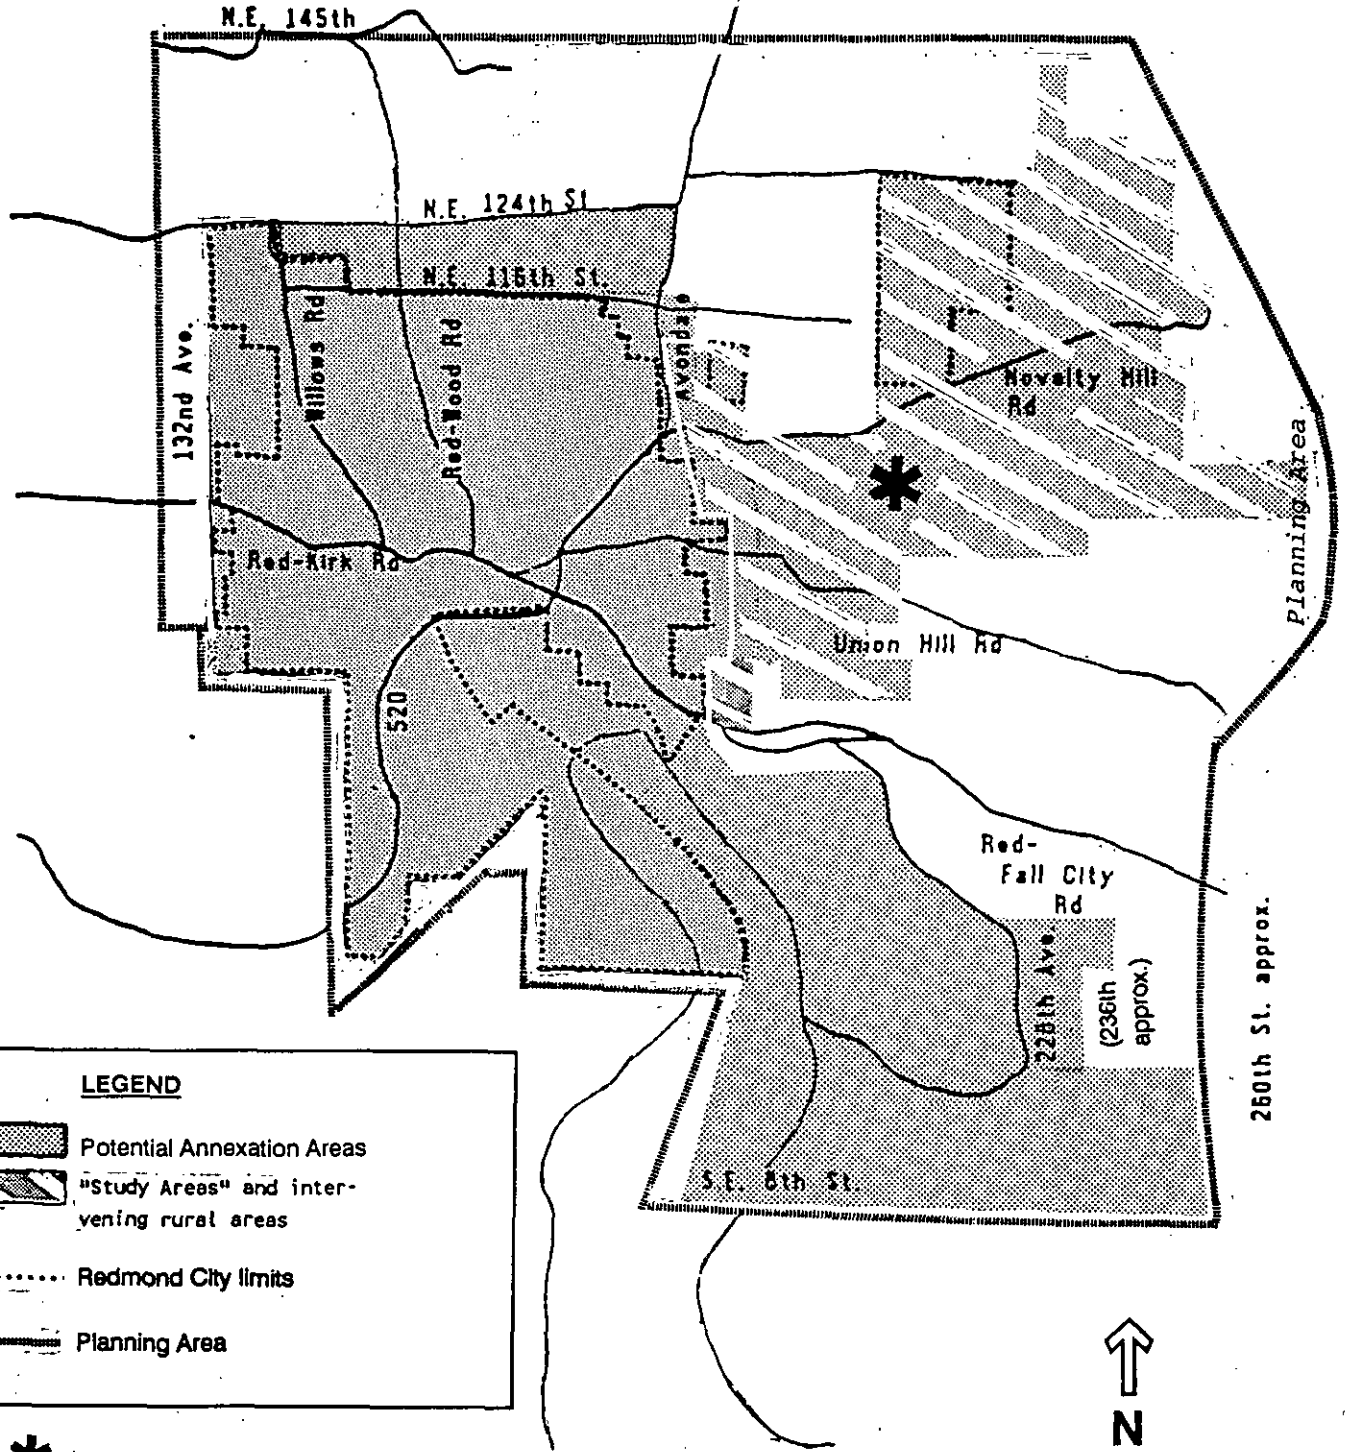 N.E. 145th
N.E. 124th St
N.E. 116th St.
132nd Ave.
Willows Rd
Red-Wood Rd
Avondale
Novelty Hill
Rd
Planning Area
Red-Kirk Rd
Union Hill Rd
520
Red-
Fall City
Rd
228th Ave.
(236th
approx.)
260th St. approx.
S.E. 8th St.
LEGEND
Potential Annexation Areas
"Study Areas" and inter-
vening rural areas
Redmond City limits
Planning Area
N